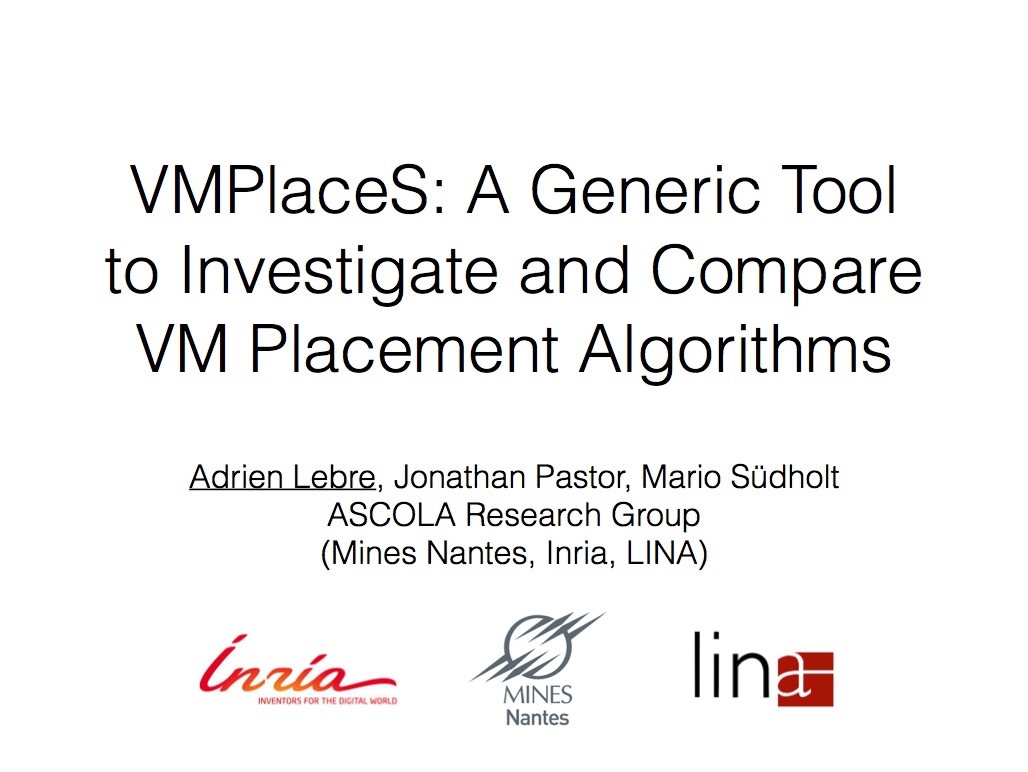 VMPlaceS: A Generic Tool
to Investigate and Compare
VM Placement Algorithms
Adrien Lebre, Jonathan Pastor, Mario Südholt
ASCOLA Research Group
(Mines Nantes, Inria, LINA)
Inria
INVENTORS FOR THE DIGITAL WORLD
MINES
Nantes
lina